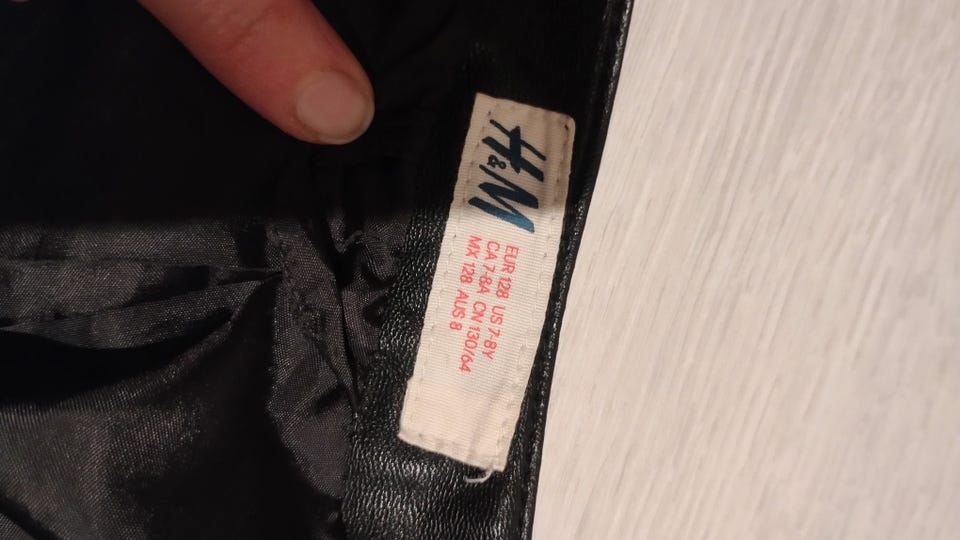 H&M
EUR 128 US 7-8Y
CA 7-8A CN 130/64
MX 128 AUS 8